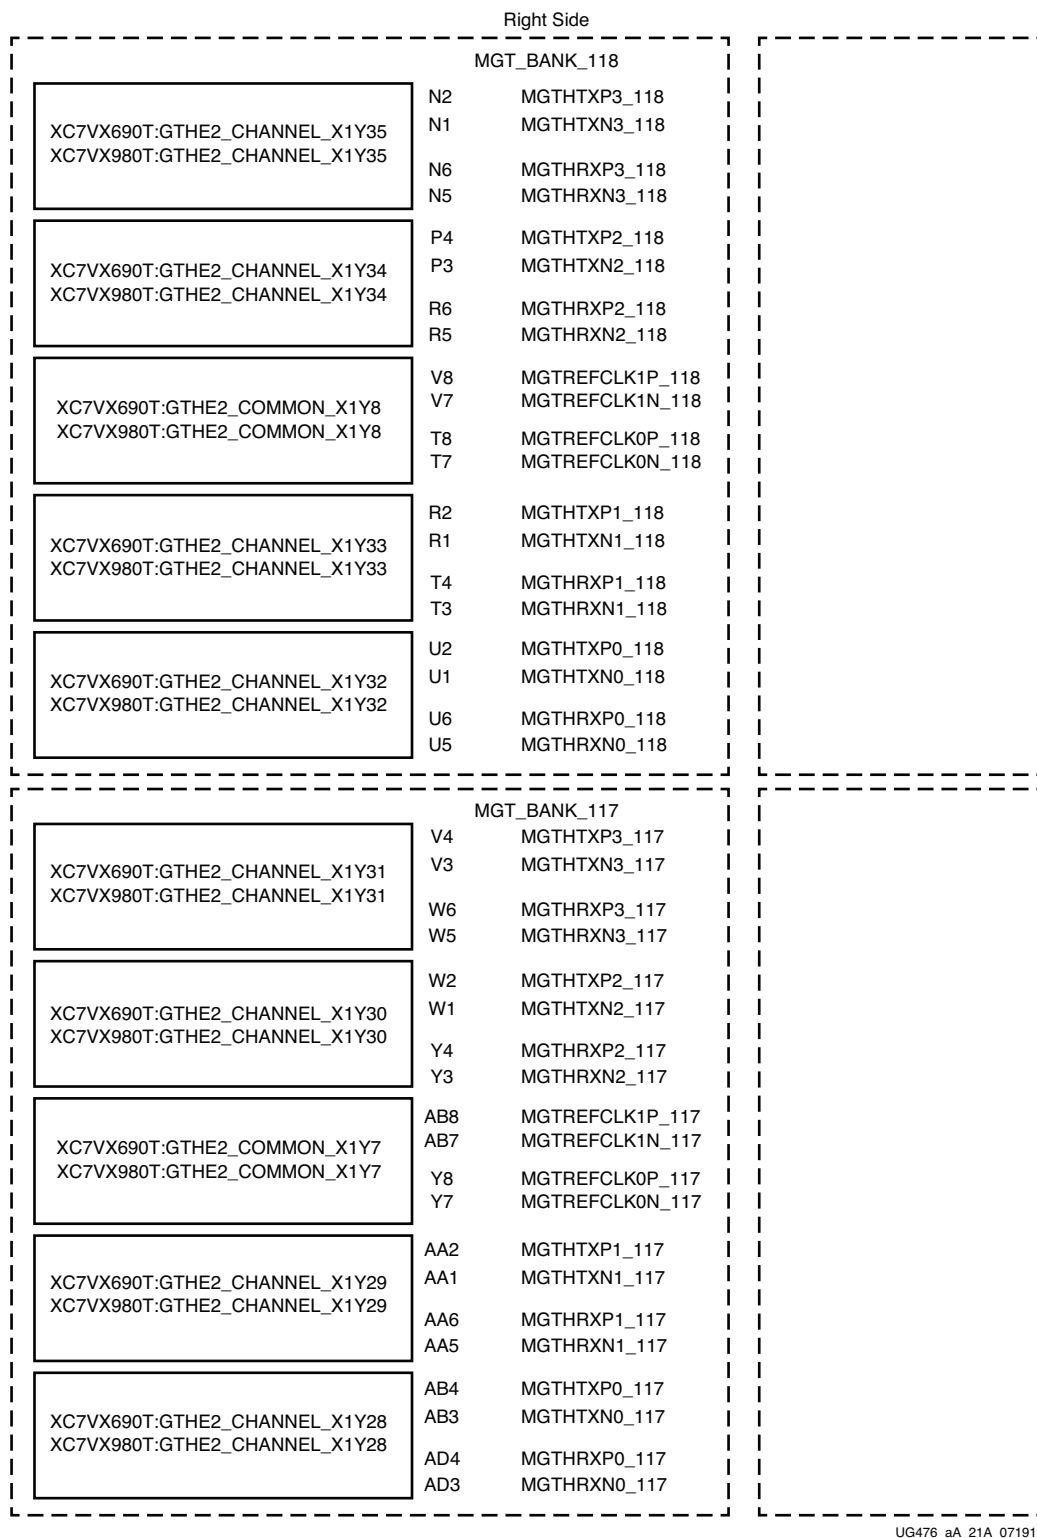 Right Side
MGT_BANK_118
N2 MGTHTXP3_118
N1 MGTHTXN3_118
XC7VX690T:GTHE2_CHANNEL_X1Y35
XC7VX980T:GTHE2_CHANNEL_X1Y35
N6 MGTHRXP3_118
N5 MGTHRXN3_118
P4 MGTHTXP2_118
P3 MGTHTXN2_118
XC7VX690T:GTHE2_CHANNEL_X1Y34
XC7VX980T:GTHE2_CHANNEL_X1Y34
R6 MGTHRXP2_118
R5 MGTHRXN2_118
V8 MGTREFCLK1P_118
V7 MGTREFCLK1N_118
XC7VX690T:GTHE2_COMMON_X1Y8
XC7VX980T:GTHE2_COMMON_X1Y8
T8 MGTREFCLK0P_118
T7 MGTREFCLK0N_118
R2 MGTHTXP1_118
R1 MGTHTXN1_118
XC7VX690T:GTHE2_CHANNEL_X1Y33
XC7VX980T:GTHE2_CHANNEL_X1Y33
T4 MGTHRXP1_118
T3 MGTHRXN1_118
U2 MGTHTXP0_118
U1 MGTHTXN0_118
XC7VX690T:GTHE2_CHANNEL_X1Y32
XC7VX980T:GTHE2_CHANNEL_X1Y32
U6 MGTHRXP0_118
U5 MGTHRXN0_118
MGT_BANK_117
V4 MGTHTXP3_117
V3 MGTHTXN3_117
XC7VX690T:GTHE2_CHANNEL_X1Y31
XC7VX980T:GTHE2_CHANNEL_X1Y31
W6 MGTHRXP3_117
W5 MGTHRXN3_117
W2 MGTHTXP2_117
W1 MGTHTXN2_117
XC7VX690T:GTHE2_CHANNEL_X1Y30
XC7VX980T:GTHE2_CHANNEL_X1Y30
Y4 MGTHRXP2_117
Y3 MGTHRXN2_117
AB8 MGTREFCLK1P_117
AB7 MGTREFCLK1N_117
XC7VX690T:GTHE2_COMMON_X1Y7
XC7VX980T:GTHE2_COMMON_X1Y7
Y8 MGTREFCLK0P_117
Y7 MGTREFCLK0N_117
AA2 MGTHTXP1_117
AA1 MGTHTXN1_117
XC7VX690T:GTHE2_CHANNEL_X1Y29
XC7VX980T:GTHE2_CHANNEL_X1Y29
AA6 MGTHRXP1_117
AA5 MGTHRXN1_117
AB4 MGTHTXP0_117
AB3 MGTHTXN0_117
XC7VX690T:GTHE2_CHANNEL_X1Y28
XC7VX980T:GTHE2_CHANNEL_X1Y28
AD4 MGTHRXP0_117
AD3 MGTHRXN0_117
UG476_aA_21A_07191